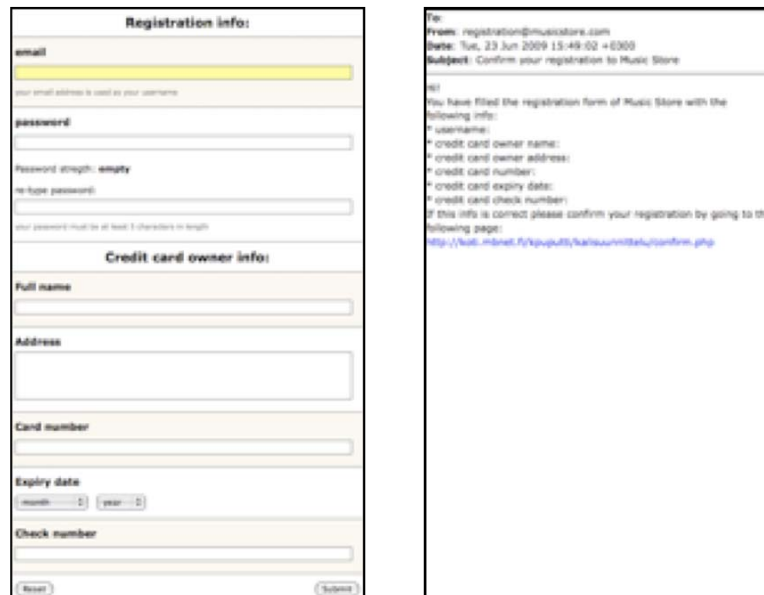 Registration info:
email
your email address is used as your username
password
Password stregth: empty
re-type password:
your password must be at least 5 characters in length
Credit card owner info:
Full name
Address
Card number
Expiry date
month year
Check number
Reset Submit
To:
From: registration@musicstore.com
Date: Tue, 23 Jun 2009 15:49:02 +0300
Subject: Confirm your registration to Music Store
Hi!
You have filled the registration form of Music Store with the
following info:
* username:
* credit card owner name:
* credit card owner address:
* credit card number:
* credit card expiry date:
* credit card check number:
If this info is correct please confirm your registration by going to th
following page: